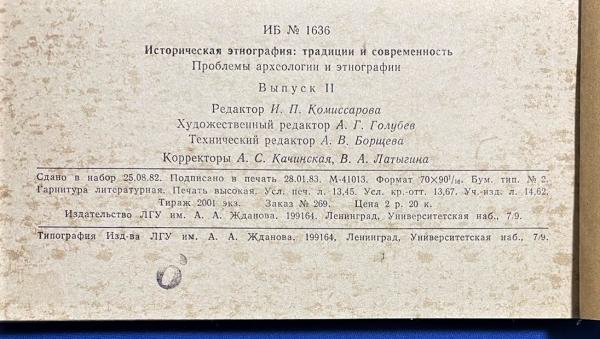 ИБ № 1636
Историческая этнография: традиции и современность
Проблемы археологии и этнографии
Выпуск II
Редактор И. П. Комиссарова
Художественный редактор А. Г. Голубев
Технический редактор А. В. Борщева
Корректоры А. С. Качинская, В. А. Латыгина
Сдано в набор 25.08.82. Подписано в печать 28.01.83. М-41013. Формат 70×90¹/₁₆. Бум. тип. № 2.
Гарнитура литературная. Печать высокая. Усл. печ. л. 13,45. Усл. кр.-отт. 13,67. Уч.-изд. л. 14,62.
Тираж 2001 экз. Заказ № 269. Цена 2 р. 20 к.
Издательство ЛГУ им. А. А. Жданова. 199164. Ленинград, Университетская наб., 7/9.
Типография Изд-ва ЛГУ им. А. А. Жданова. 199164, Ленинград, Университетская наб., 7/9.